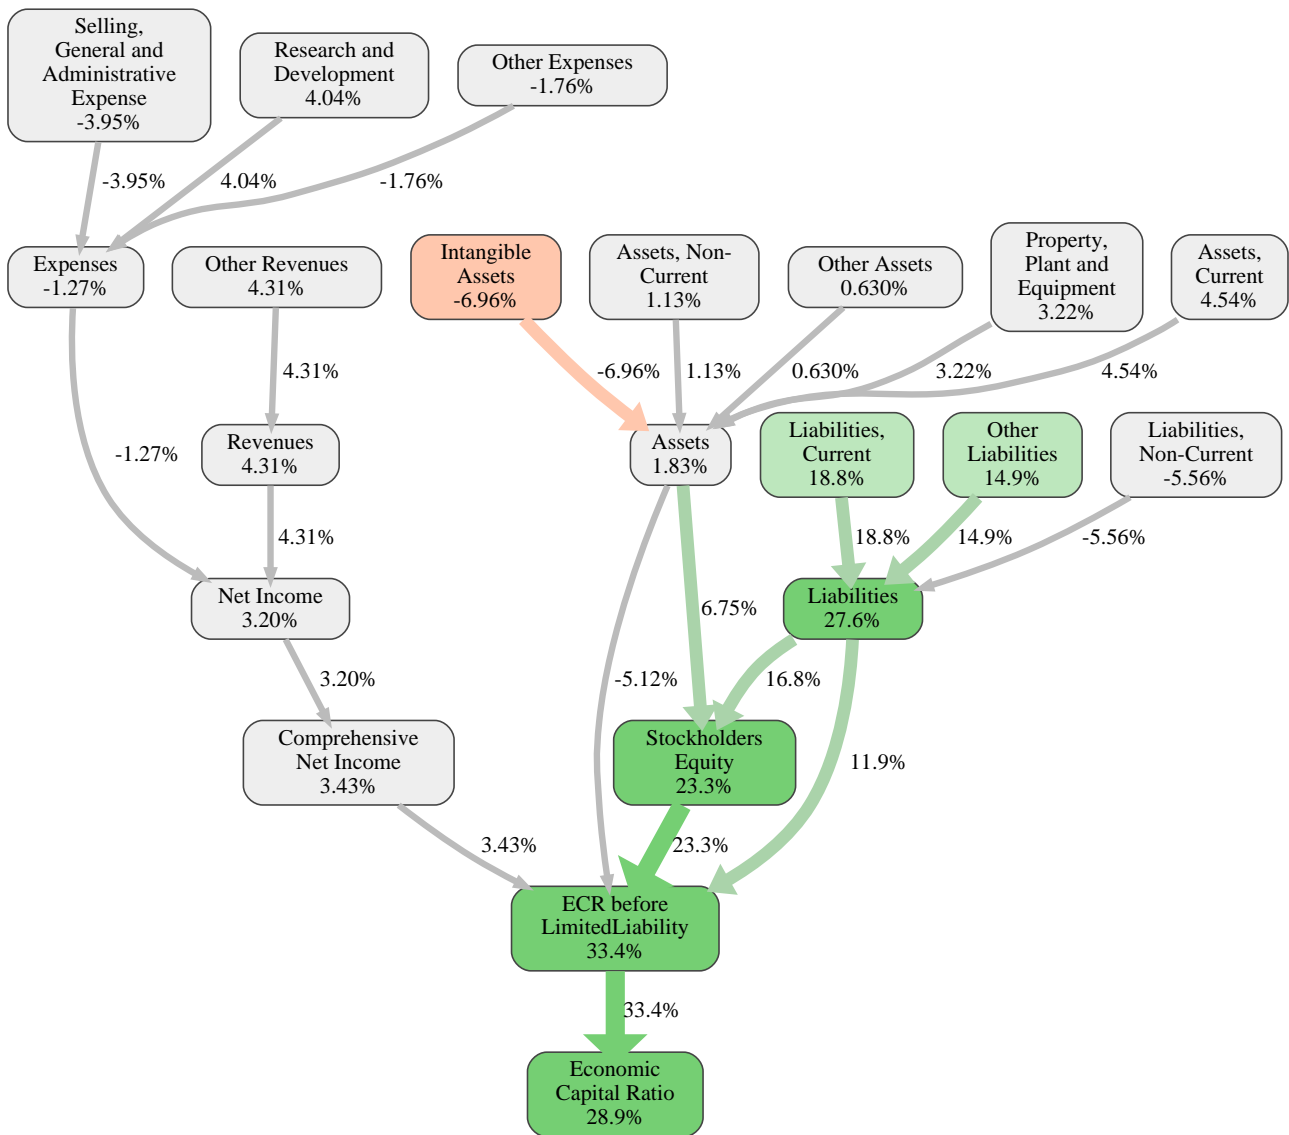 Selling,
General and
Administrative
Expense
-3.95%
Research and
Development
4.04%
Other Expenses
-1.76%
-3.95%
4.04%
-1.76%
Expenses
-1.27%
Other Revenues
4.31%
Intangible
Assets
-6.96%
Assets, Non-
Current
1.13%
Other Assets
0.630%
Property,
Plant and
Equipment
3.22%
Assets,
Current
4.54%
4.31%
-6.96%
1.13%
0.630%
3.22%
4.54%
-1.27%
Revenues
4.31%
Assets
1.83%
Liabilities,
Current
18.8%
Other
Liabilities
14.9%
Liabilities,
Non-Current
-5.56%
4.31%
18.8%
14.9%
-5.56%
Net Income
3.20%
6.75%
Liabilities
27.6%
3.20%
-5.12%
16.8%
Comprehensive
Net Income
3.43%
Stockholders
Equity
23.3%
11.9%
3.43%
23.3%
ECR before
LimitedLiability
33.4%
33.4%
Economic
Capital Ratio
28.9%